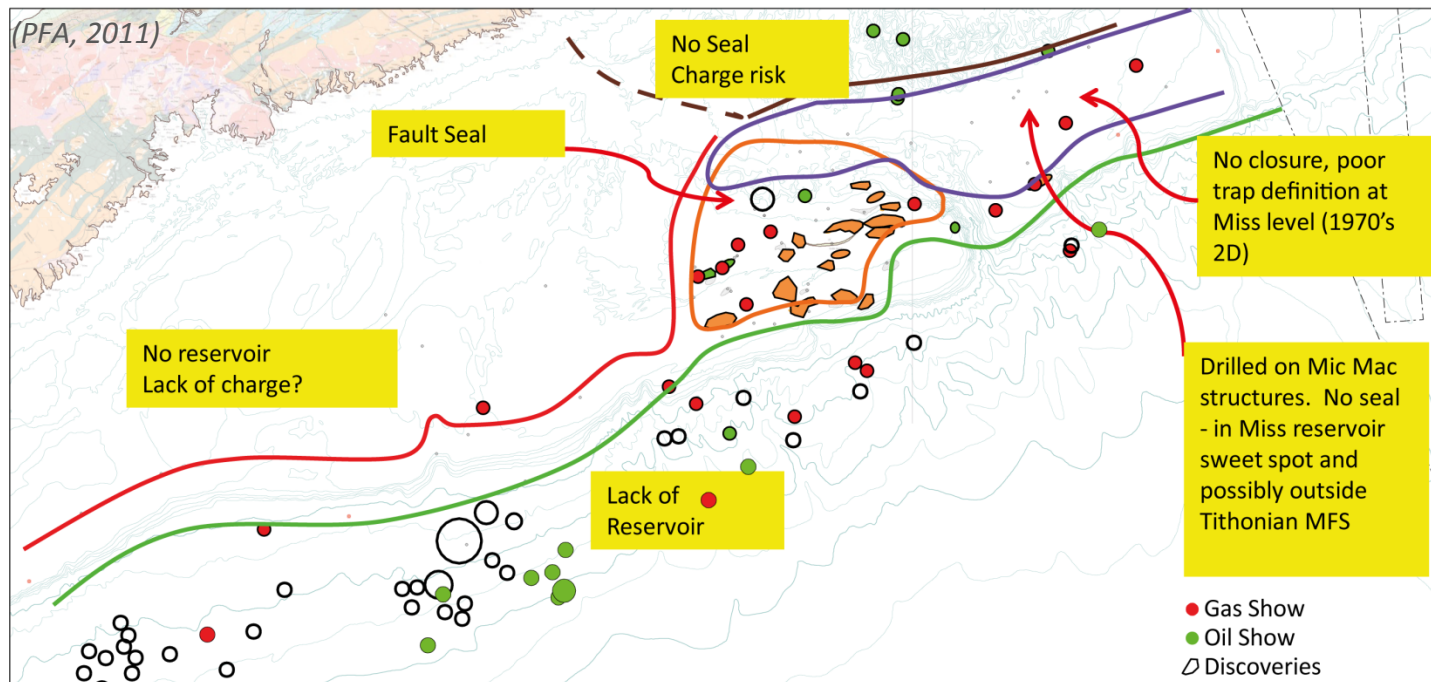 (PFA, 2011)
No Seal
Charge risk
Fault Seal
No closure, poor
trap definition at
Miss level (1970's
2D)
No reservoir
Lack of charge?
Drilled on Mic Mac
structures. No seal
- in Miss reservoir
sweet spot and
possibly outside
Tithonian MFS
Lack of
Reservoir
Gas Show
Oil Show
Discoveries